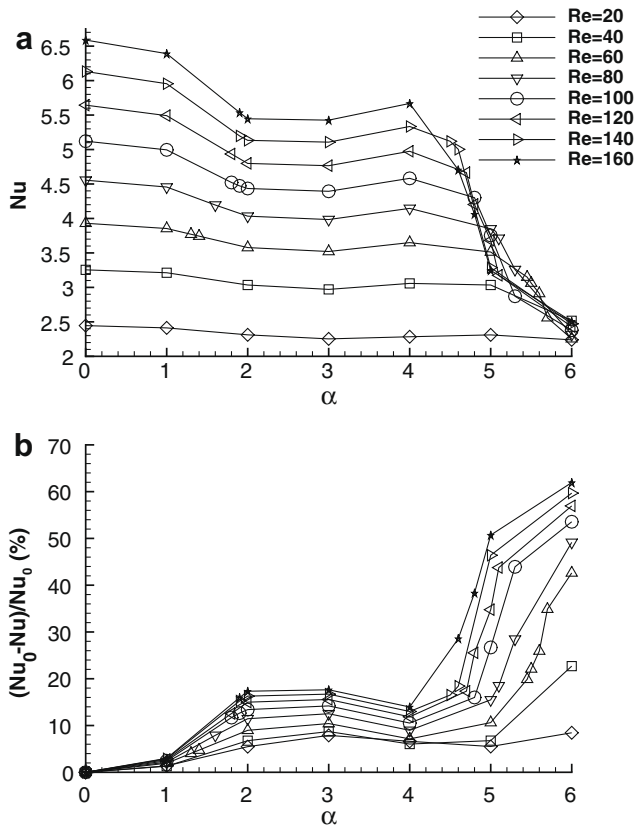 a
Re=20
Re=40
Re=60
Re=80
Re=100
Re=120
Re=140
Re=160
6.5
6
5.5
5
4.5
4
3.5
3
2.5
2
Nu
0 1 2 3 4 5 6
α
b
70
60
50
40
30
20
10
0
(Nu₀-Nu)/Nu₀ (%)
0 1 2 3 4 5 6
α